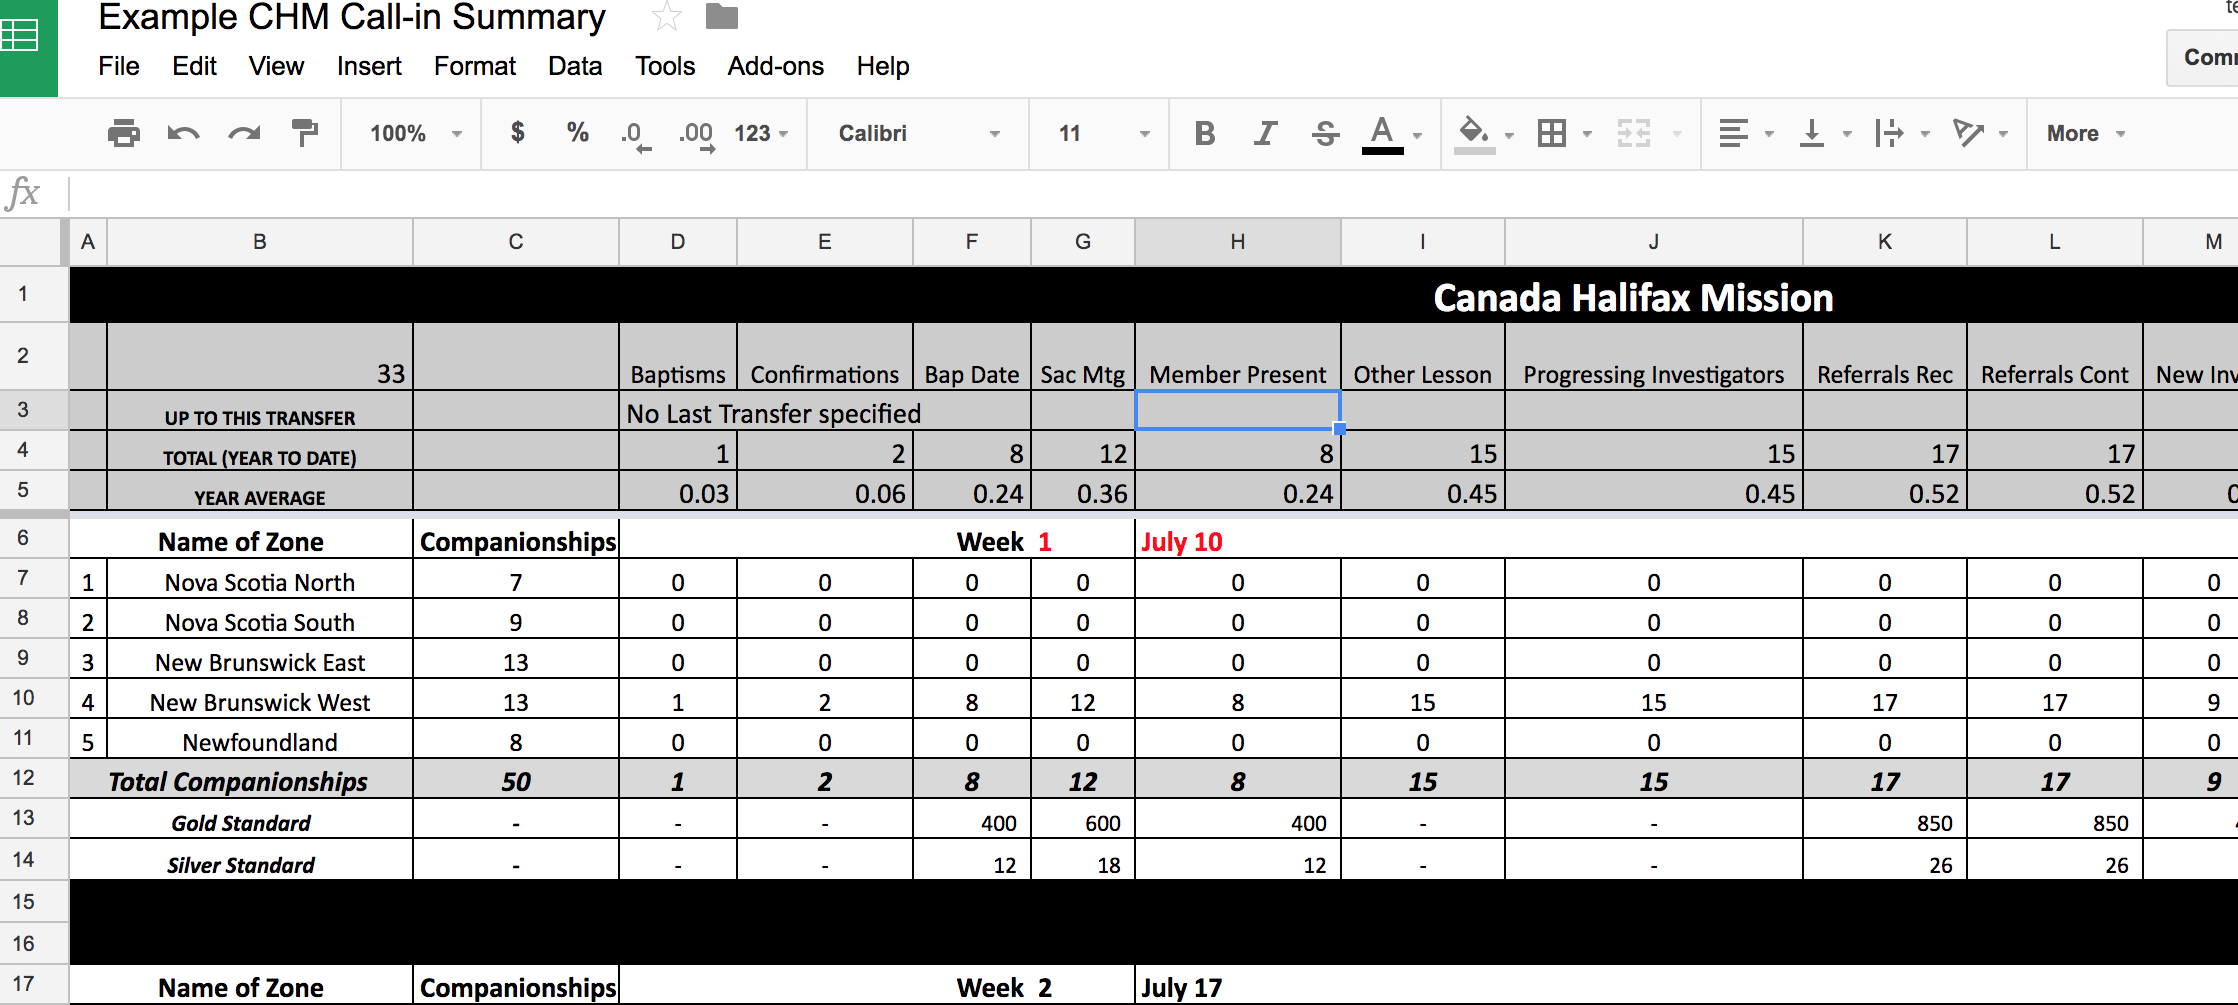 Example CHM Call-in Summary
File Edit View Insert Format Data Tools Add-ons Help
100% $ % .0 .00 123 Calibri 11 B I S A More
fx
A B C D E F G H I J K L M
1 Canada Halifax Mission
2 33 Baptisms Confirmations Bap Date Sac Mtg Member Present Other Lesson Progressing Investigators Referrals Rec Referrals Cont New Inv
3 UP TO THIS TRANSFER No Last Transfer specified
4 TOTAL (YEAR TO DATE) 1 2 8 12 8 15 15 17 17
5 YEAR AVERAGE 0.03 0.06 0.24 0.36 0.24 0.45 0.45 0.52 0.52
6 Name of Zone Companionships Week 1 July 10
7 1 Nova Scotia North 7 0 0 0 0 0 0 0 0 0 0
8 2 Nova Scotia South 9 0 0 0 0 0 0 0 0 0 0
9 3 New Brunswick East 13 0 0 0 0 0 0 0 0 0 0
10 4 New Brunswick West 13 1 2 8 12 8 15 15 17 17 9
11 5 Newfoundland 8 0 0 0 0 0 0 0 0 0 0
12 Total Companionships 50 1 2 8 12 8 15 15 17 17 9
13 Gold Standard - - - 400 600 400 - - 850 850
14 Silver Standard - - - 12 18 12 - - 26 26
15
16
17 Name of Zone Companionships Week 2 July 17